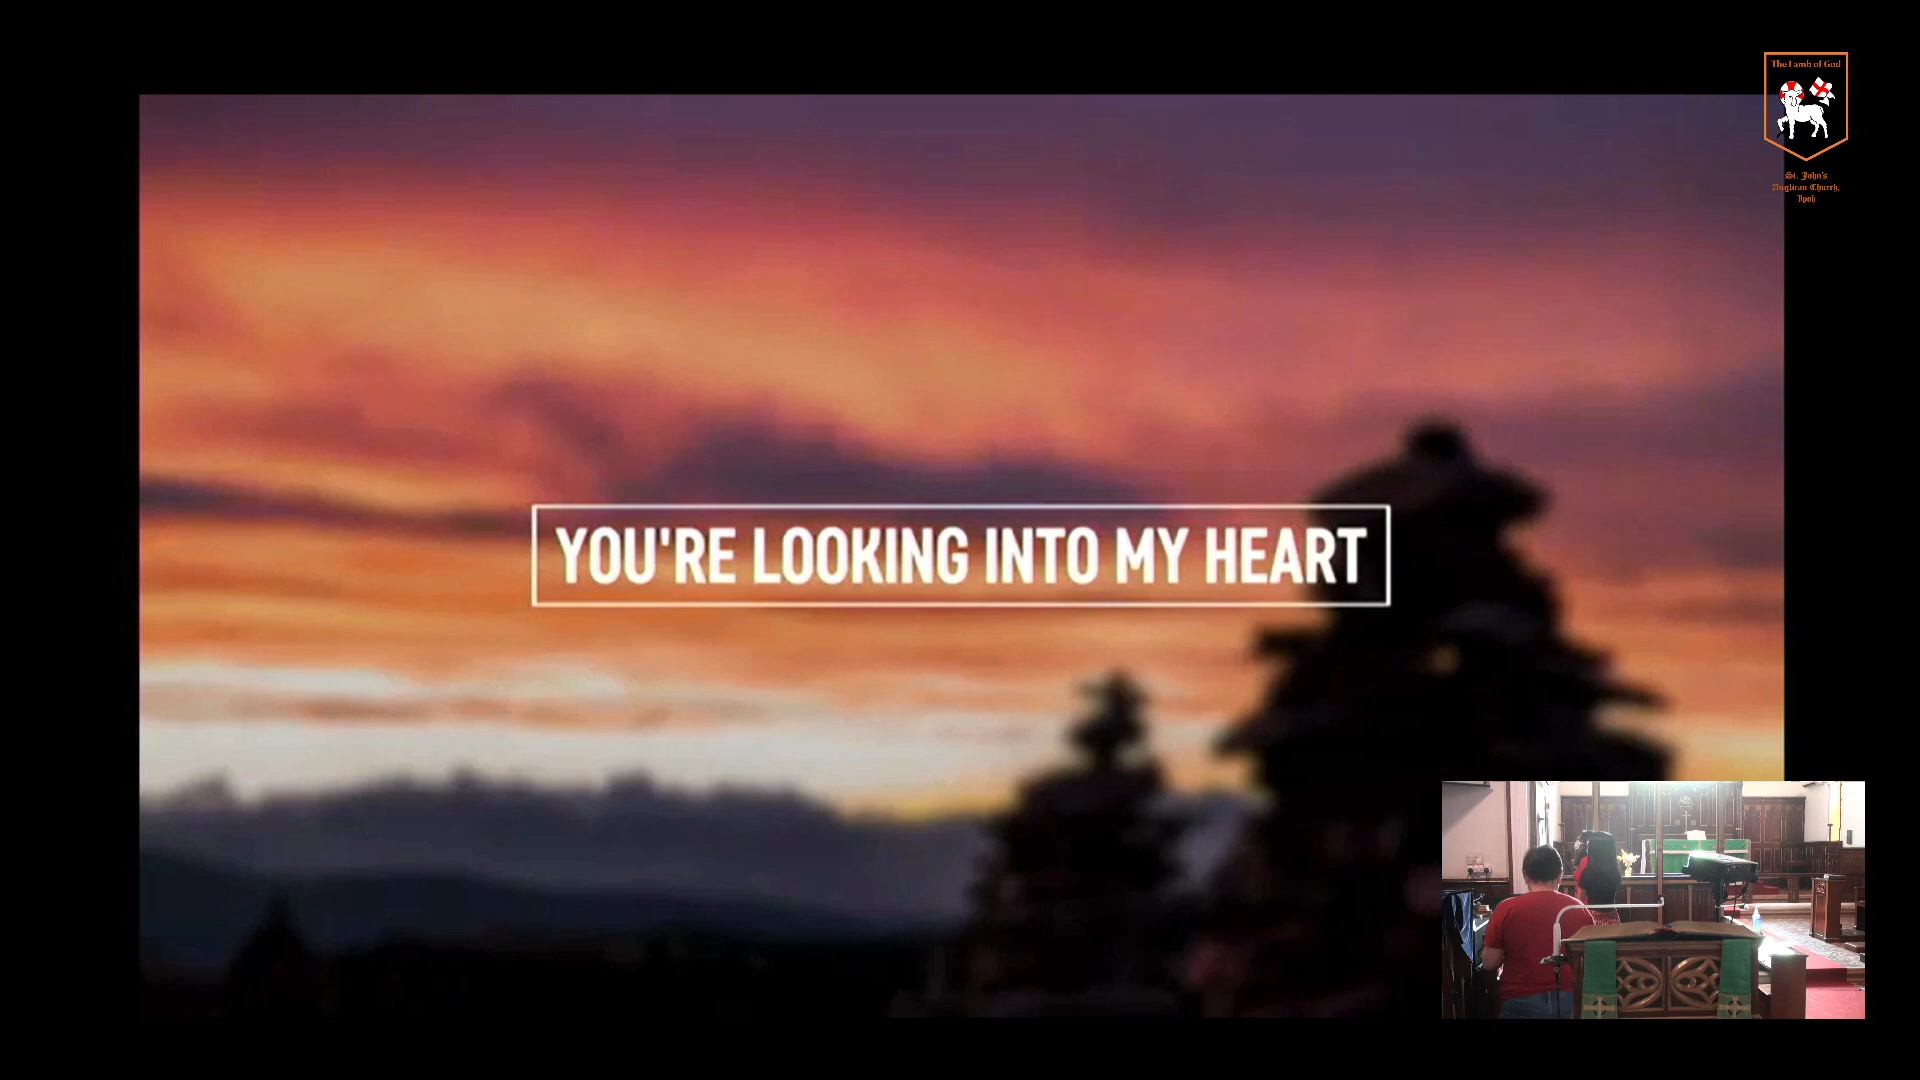 The Lamb of God
St. John's
Anglican Church,
Ipoh
YOU'RE LOOKING INTO MY HEART